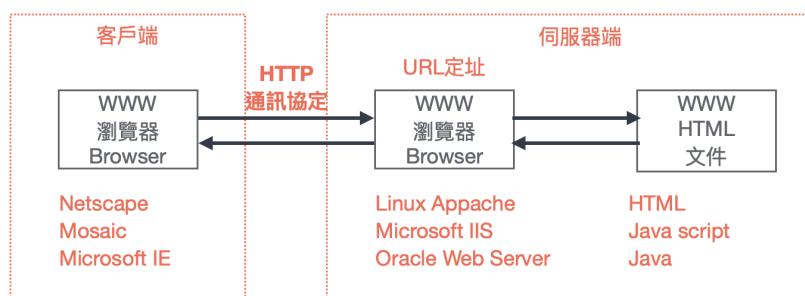 客戶端
伺服器端
HTTP
通訊協定
URL定址
WWW
瀏覽器
Browser
WWW
瀏覽器
Browser
WWW
HTML
文件
Netscape
Mosaic
Microsoft IE
Linux Appache
Microsoft IIS
Oracle Web Server
HTML
Java script
Java